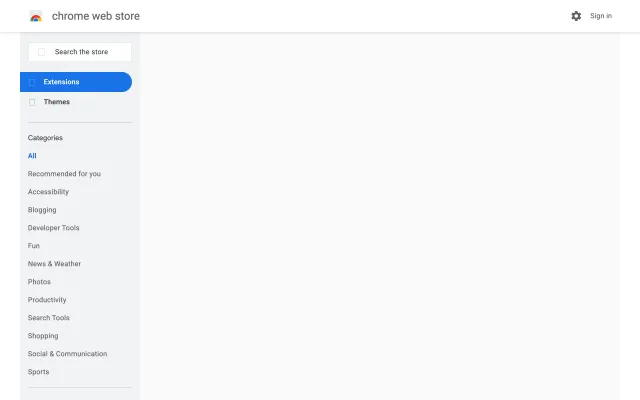 chrome web store
Sign in
Search the store
Extensions
Themes
Categories
All
Recommended for you
Accessibility
Blogging
Developer Tools
Fun
News & Weather
Photos
Productivity
Search Tools
Shopping
Social & Communication
Sports